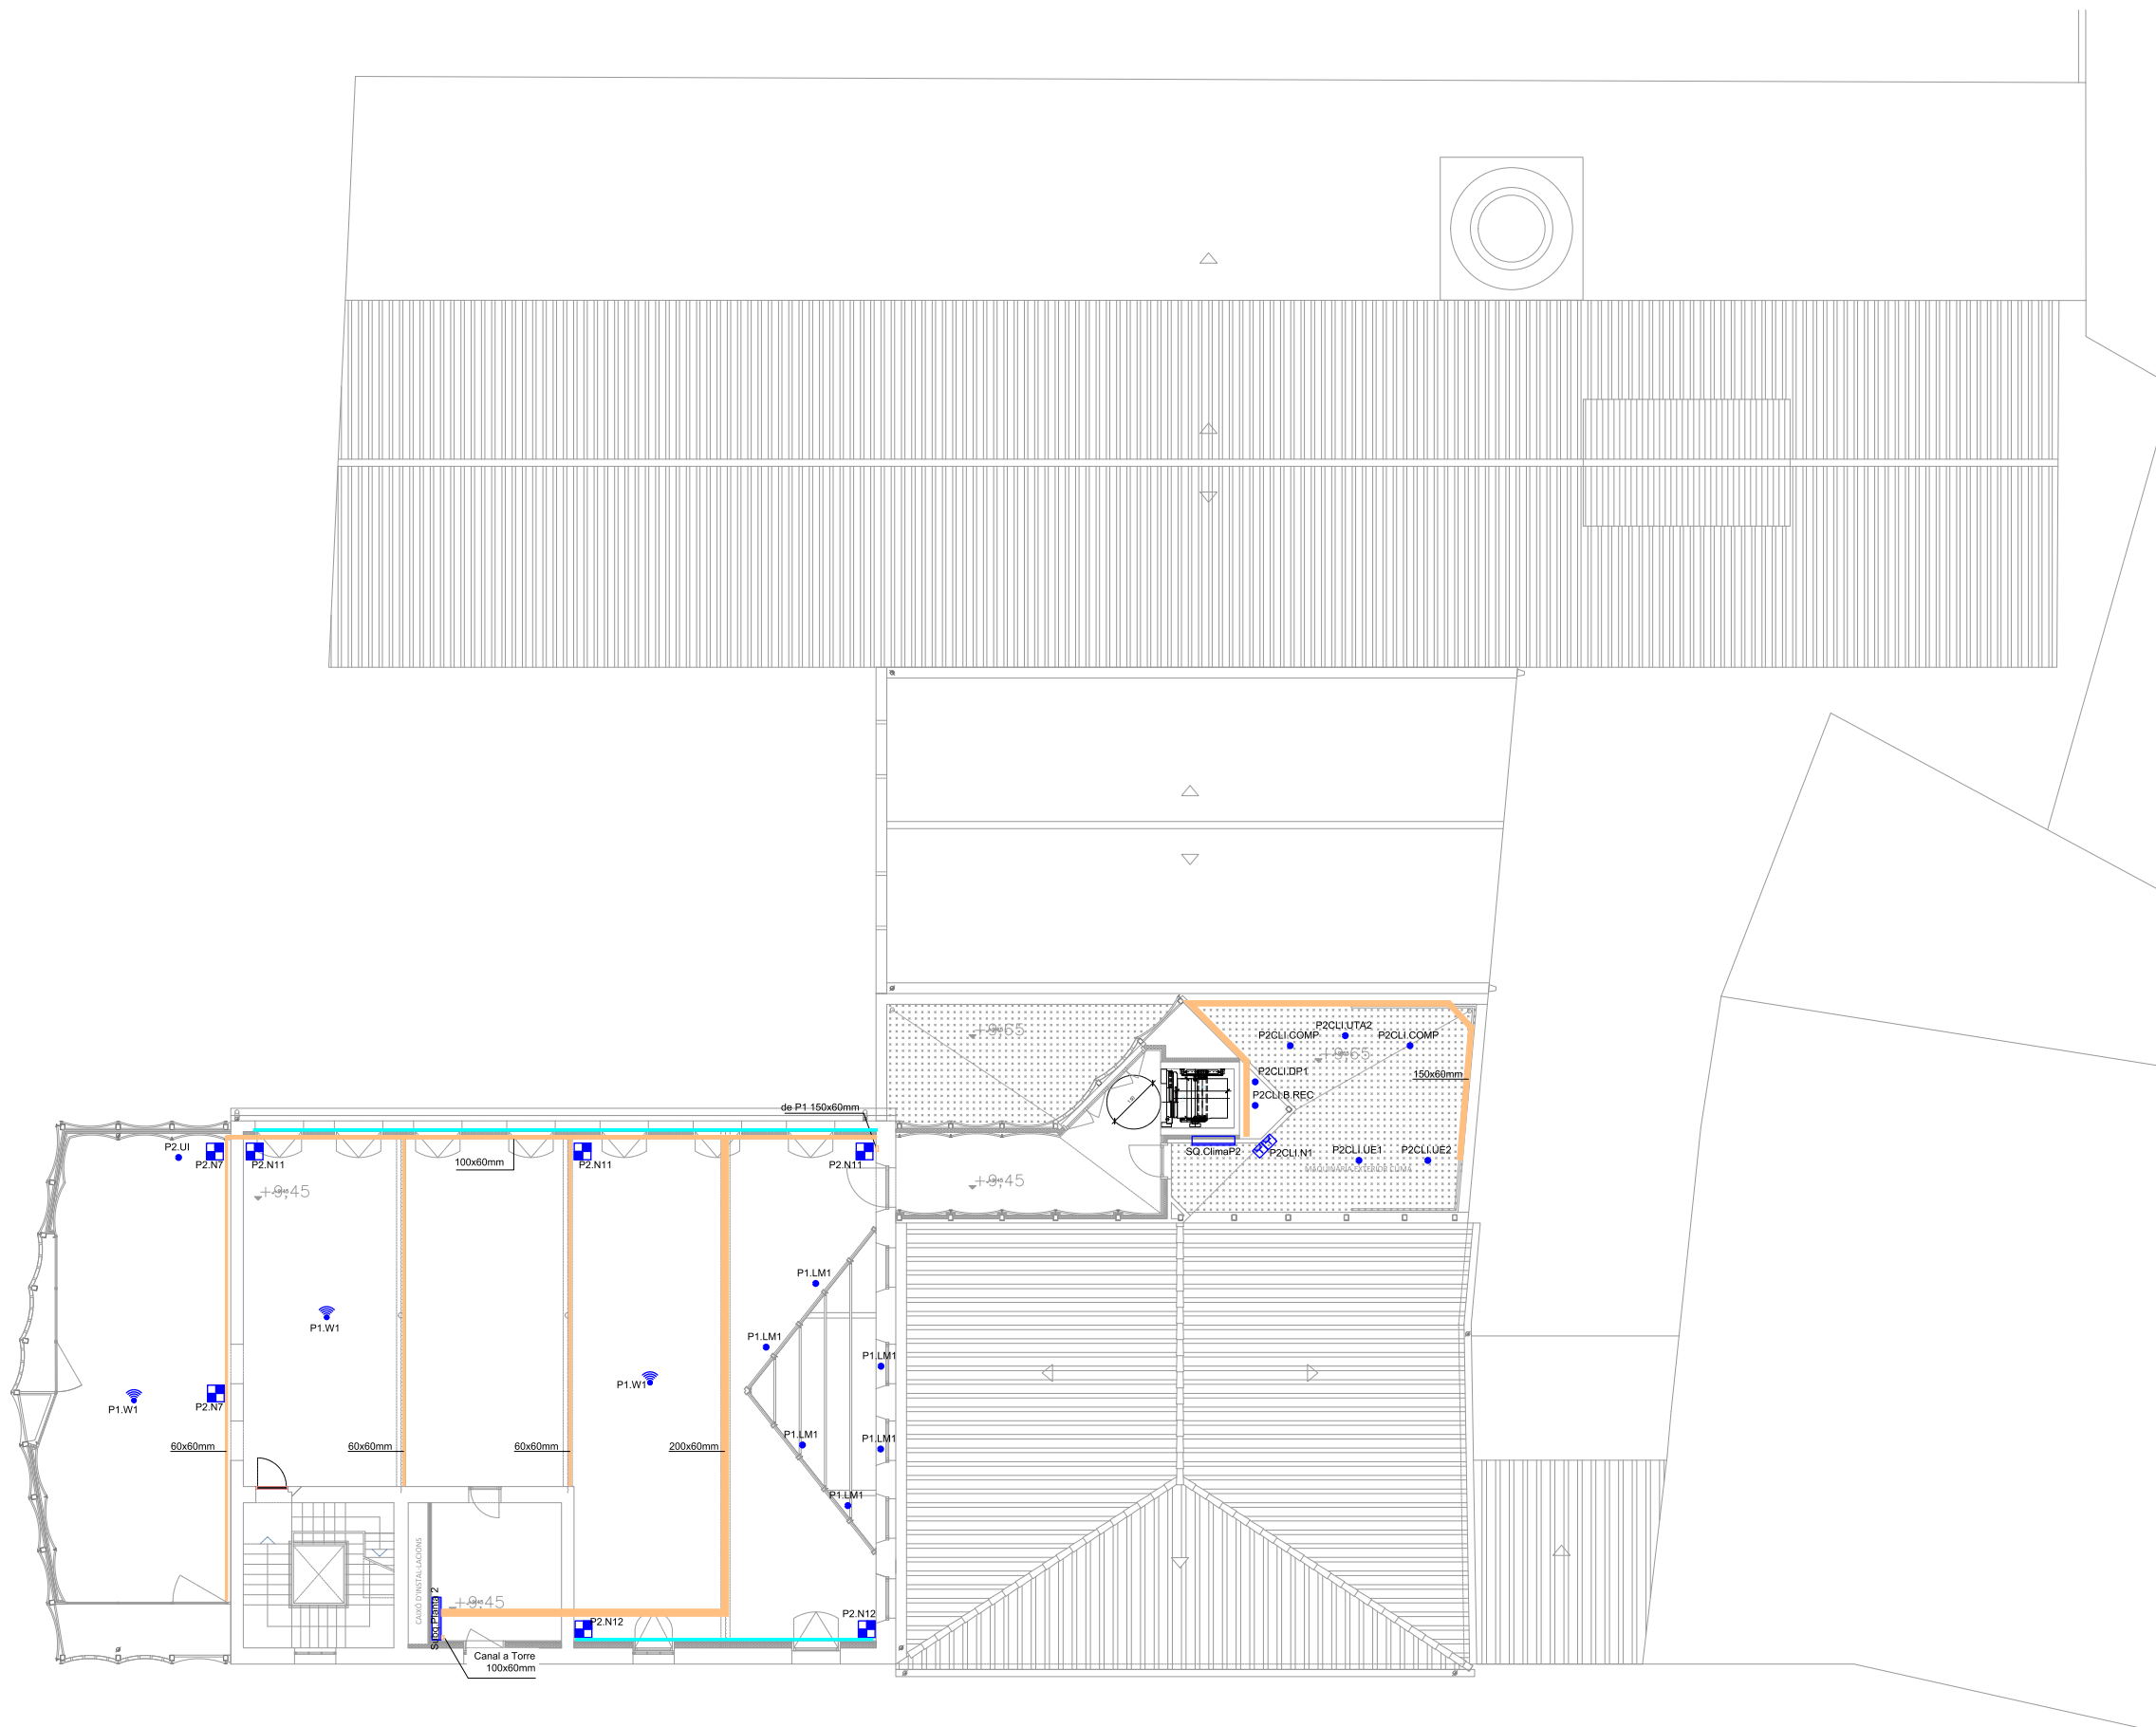 +9,65
P2CLI.UTA2
P2CLI.COMP
P2CLI.COMP
+9,65
P2CLI.DP1
150x60mm
P2CLI.B.REC
de P1 150x60mm
P2.UI
P2.N7
P2.N11
100x60mm
P2.N11
P2.N11
SQ.ClimaP2
P2CLI.N1
P2CLI.UE1
P2CLI.UE2
MAQUINARIA EXTERIOR CLIMA
+9,45
+9,45
P1.LM1
P1.W1
P1.LM1
P1.LM1
P1.W1
P1.W1
P2.N7
P1.LM1
P1.LM1
60x60mm
60x60mm
60x60mm
200x60mm
P1.LM1
CAIXÓ D'INSTAL·LACIONS
+9,45
P2.N12
P2.N12
Canal a Torre
100x60mm